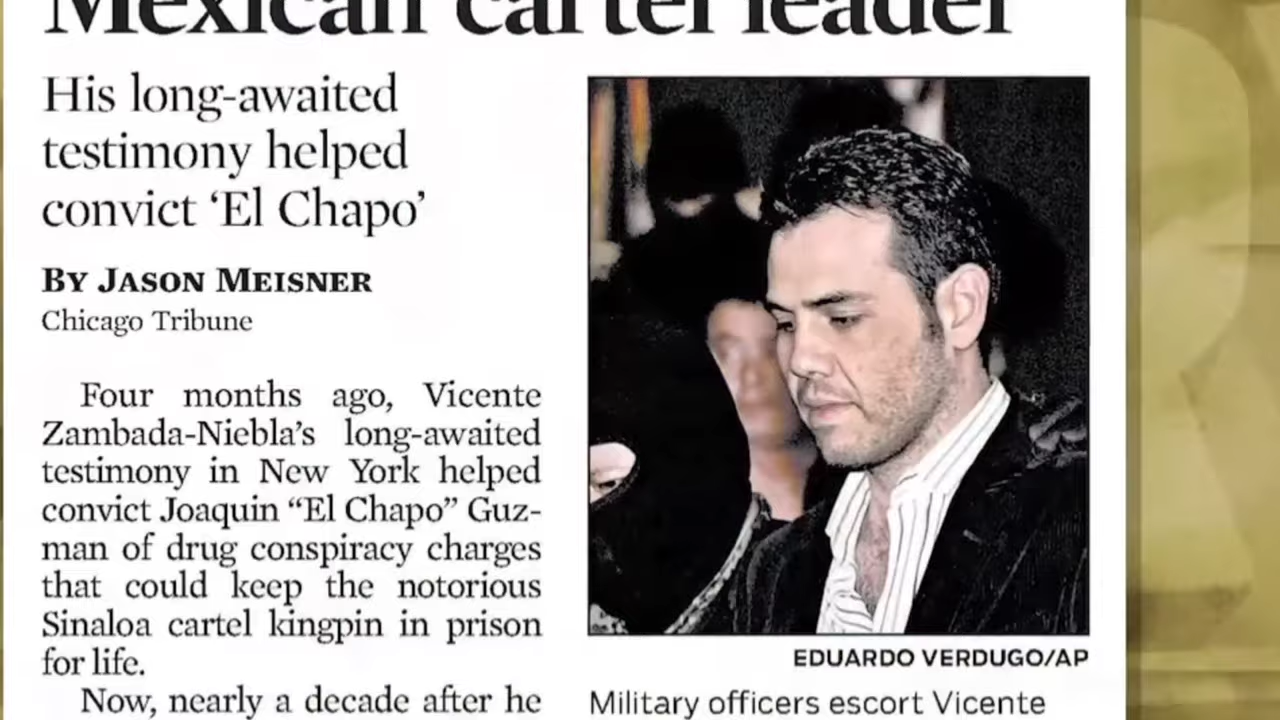 Mexican cartel leader
His long-awaited
testimony helped
convict ‘El Chapo’
BY JASON MEISNER
Chicago Tribune
Four months ago, Vicente
Zambada-Niebla’s long-awaited
testimony in New York helped
convict Joaquin “El Chapo” Guz-
man of drug conspiracy charges
that could keep the notorious
Sinaloa cartel kingpin in prison
for life.
Now, nearly a decade after he
EDUARDO VERDUGO/AP
Military officers escort Vicente